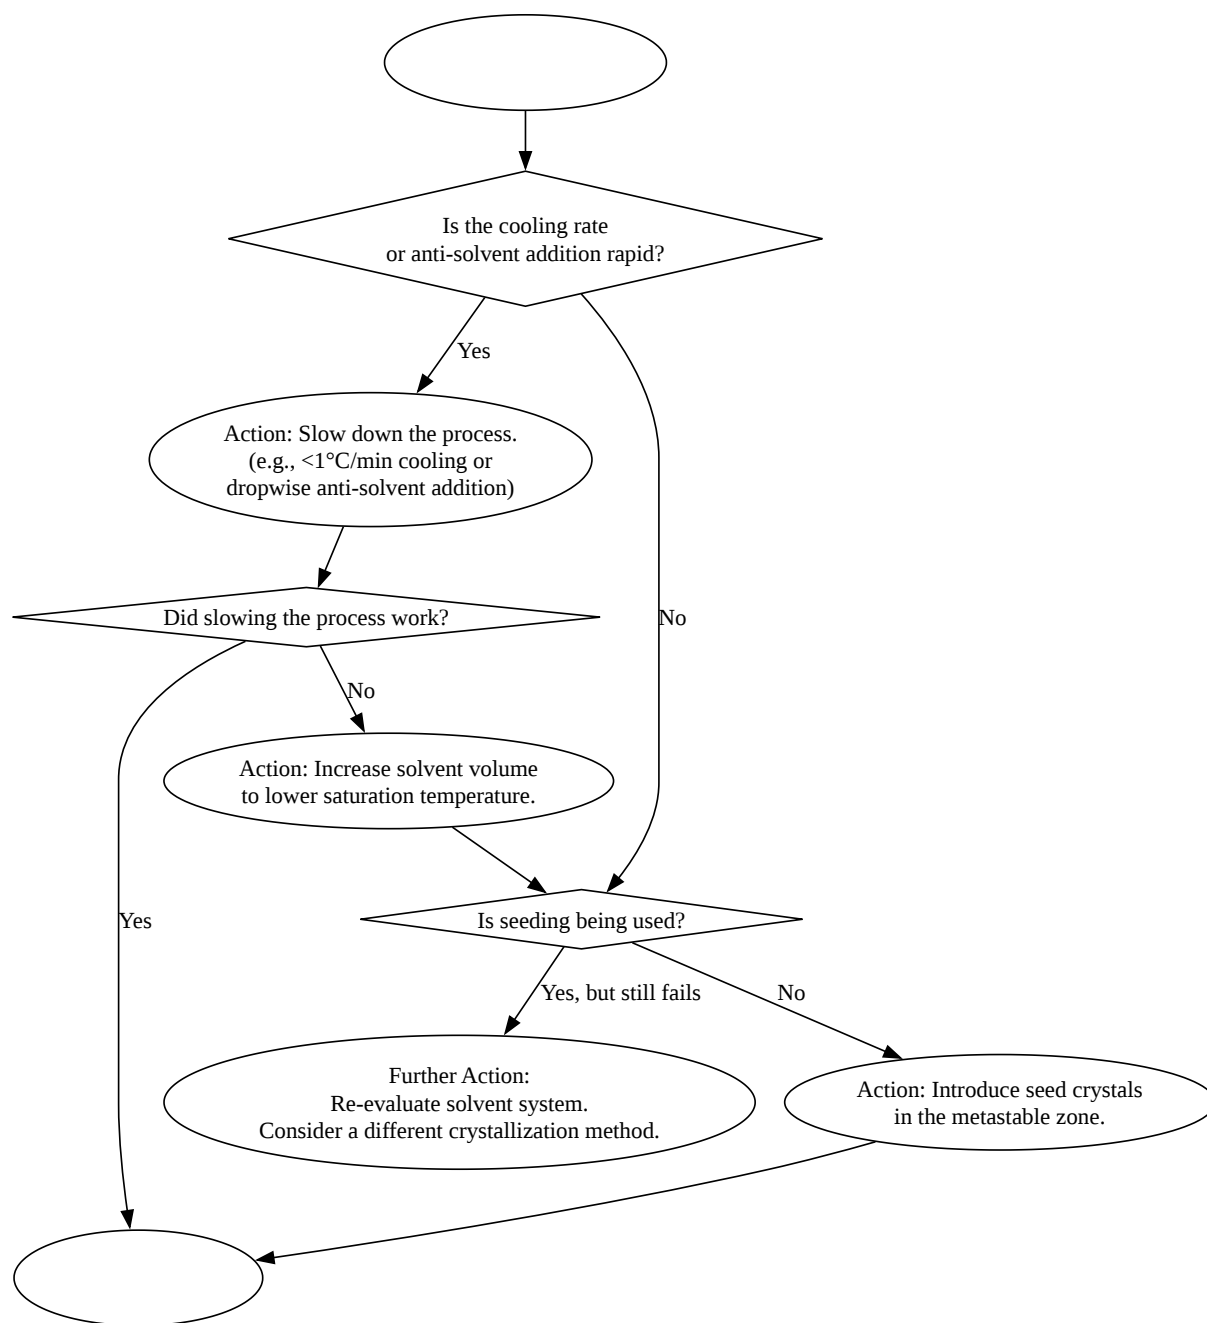 Is the cooling rate
or anti-solvent addition rapid?
Yes
Action: Slow down the process.
(e.g., <1°C/min cooling or
dropwise anti-solvent addition)
Did slowing the process work?
No
No
Action: Increase solvent volume
to lower saturation temperature.
Yes
Is seeding being used?
Yes, but still fails
No
Further Action:
Re-evaluate solvent system.
Consider a different crystallization method.
Action: Introduce seed crystals
in the metastable zone.